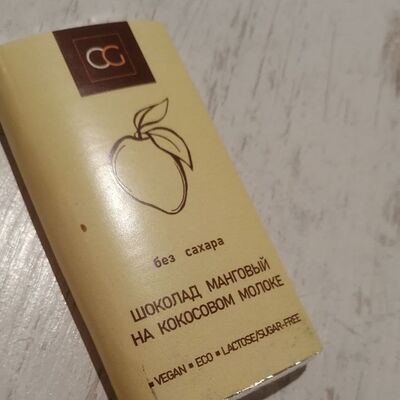 CG
без сахара
ШОКОЛАД МАНГОВЫЙ
НА КОКОСОВОМ МОЛОКЕ
▪ VEGAN ▪ ECO ▪ LACTOSE/SUGAR-FREE